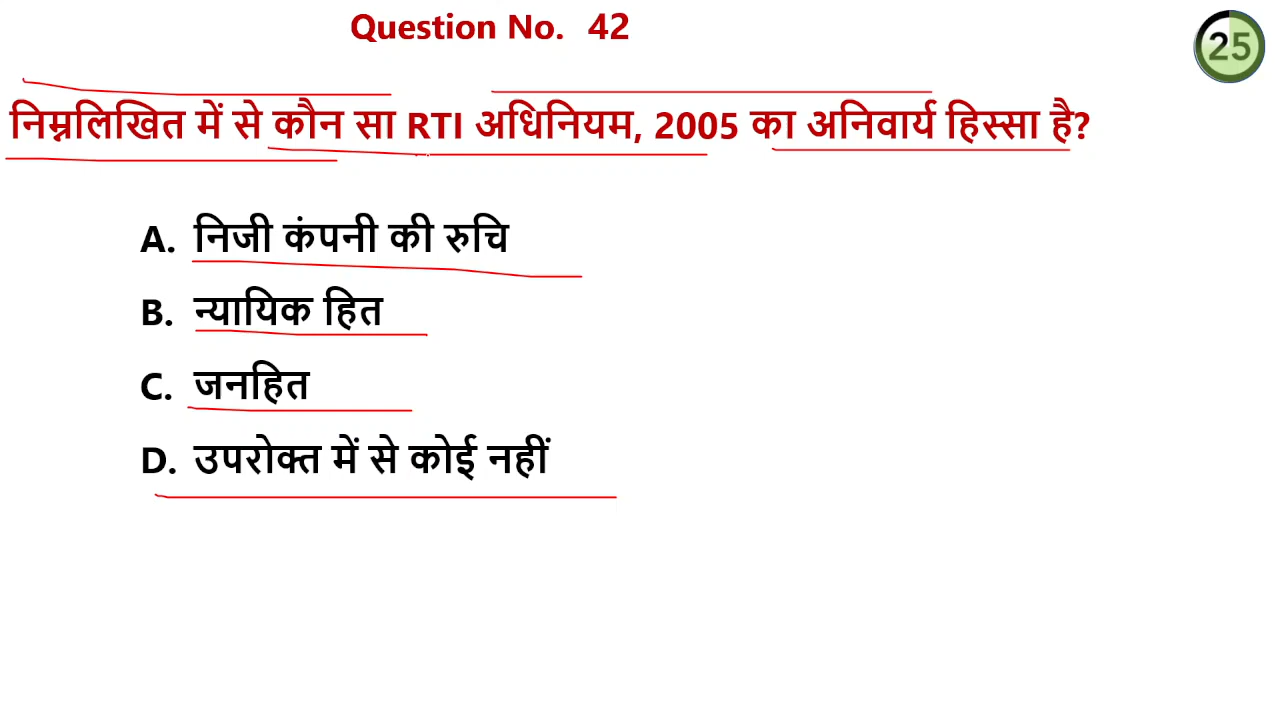 Question No. 42
25
निम्नलिखित में से कौन सा RTI अधिनियम, 2005 का अनिवार्य हिस्सा है?
A. निजी कंपनी की रुचि
B. न्यायिक हित
C. जनहित
D. उपरोक्त में से कोई नहीं